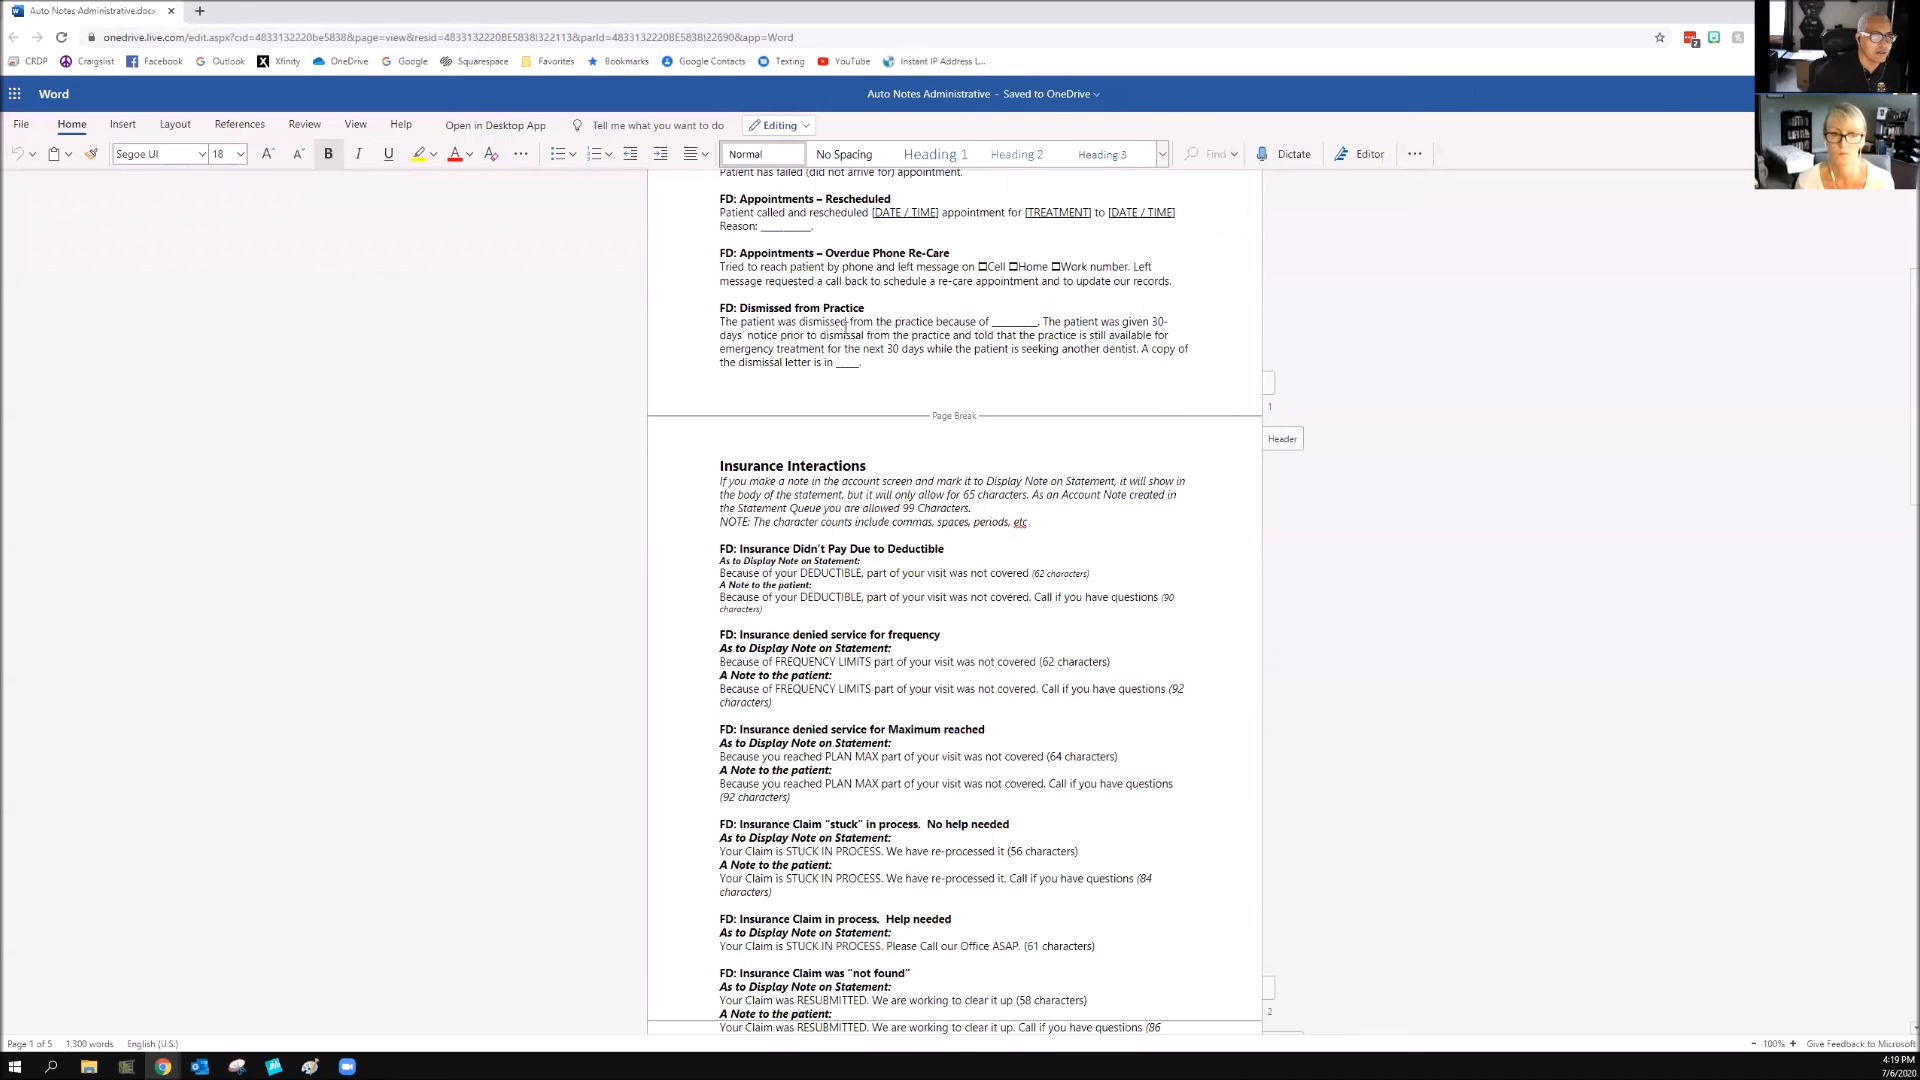 Auto Notes Administrative.docx
onedrive.live.com/edit.aspx?cid=4833132220be5838&page=view&resid=4833132220BE5838!322113&parId=4833132220BE5838!22690&app=Word
CRDP Craigslist Facebook Outlook Xfinity OneDrive Google Squarespace Favorites Bookmarks Google Contacts Texting YouTube Instant IP Address L...
Word Auto Notes Administrative - Saved to OneDrive
File Home Insert Layout References Review View Help Open in Desktop App Tell me what you want to do Editing
Segoe UI 18 B I U A Normal No Spacing Heading 1 Heading 2 Heading 3 Find Dictate Editor
Patient has failed (did not arrive for) appointment.
FD: Appointments – Rescheduled
Patient called and rescheduled [DATE / TIME] appointment for [TREATMENT] to [DATE / TIME]
Reason: __________.
FD: Appointments – Overdue Phone Re-Care
Tried to reach patient by phone and left message on ☐Cell ☐Home ☐Work number. Left
message requested a call back to schedule a re-care appointment and to update our records.
FD: Dismissed from Practice
The patient was dismissed from the practice because of _________. The patient was given 30-
days' notice prior to dismissal from the practice and told that the practice is still available for
emergency treatment for the next 30 days while the patient is seeking another dentist. A copy of
the dismissal letter is in _____.
1
Page Break
Header
Insurance Interactions
If you make a note in the account screen and mark it to Display Note on Statement, it will show in
the body of the statement, but it will only allow for 65 characters. As an Account Note created in
the Statement Queue you are allowed 99 Characters.
NOTE: The character counts include commas, spaces, periods, etc
FD: Insurance Didn't Pay Due to Deductible
As to Display Note on Statement:
Because of your DEDUCTIBLE, part of your visit was not covered (62 characters)
A Note to the patient:
Because of your DEDUCTIBLE, part of your visit was not covered. Call if you have questions (90
characters)
FD: Insurance denied service for frequency
As to Display Note on Statement:
Because of FREQUENCY LIMITS part of your visit was not covered (62 characters)
A Note to the patient:
Because of FREQUENCY LIMITS part of your visit was not covered. Call if you have questions (92
characters)
FD: Insurance denied service for Maximum reached
As to Display Note on Statement:
Because you reached PLAN MAX part of your visit was not covered (64 characters)
A Note to the patient:
Because you reached PLAN MAX part of your visit was not covered. Call if you have questions
(92 characters)
FD: Insurance Claim “stuck” in process. No help needed
As to Display Note on Statement:
Your Claim is STUCK IN PROCESS. We have re-processed it (56 characters)
A Note to the patient:
Your Claim is STUCK IN PROCESS. We have re-processed it. Call if you have questions (84
characters)
FD: Insurance Claim in process. Help needed
As to Display Note on Statement:
Your Claim is STUCK IN PROCESS. Please Call our Office ASAP. (61 characters)
FD: Insurance Claim was “not found”
As to Display Note on Statement:
Your Claim was RESUBMITTED. We are working to clear it up (58 characters)
2
A Note to the patient:
Your Claim was RESUBMITTED. We are working to clear it up. Call if you have questions (86
Page 1 of 5 1,300 words English (U.S.) - 100% + Give Feedback to Microsoft
4:19 PM
7/6/2020